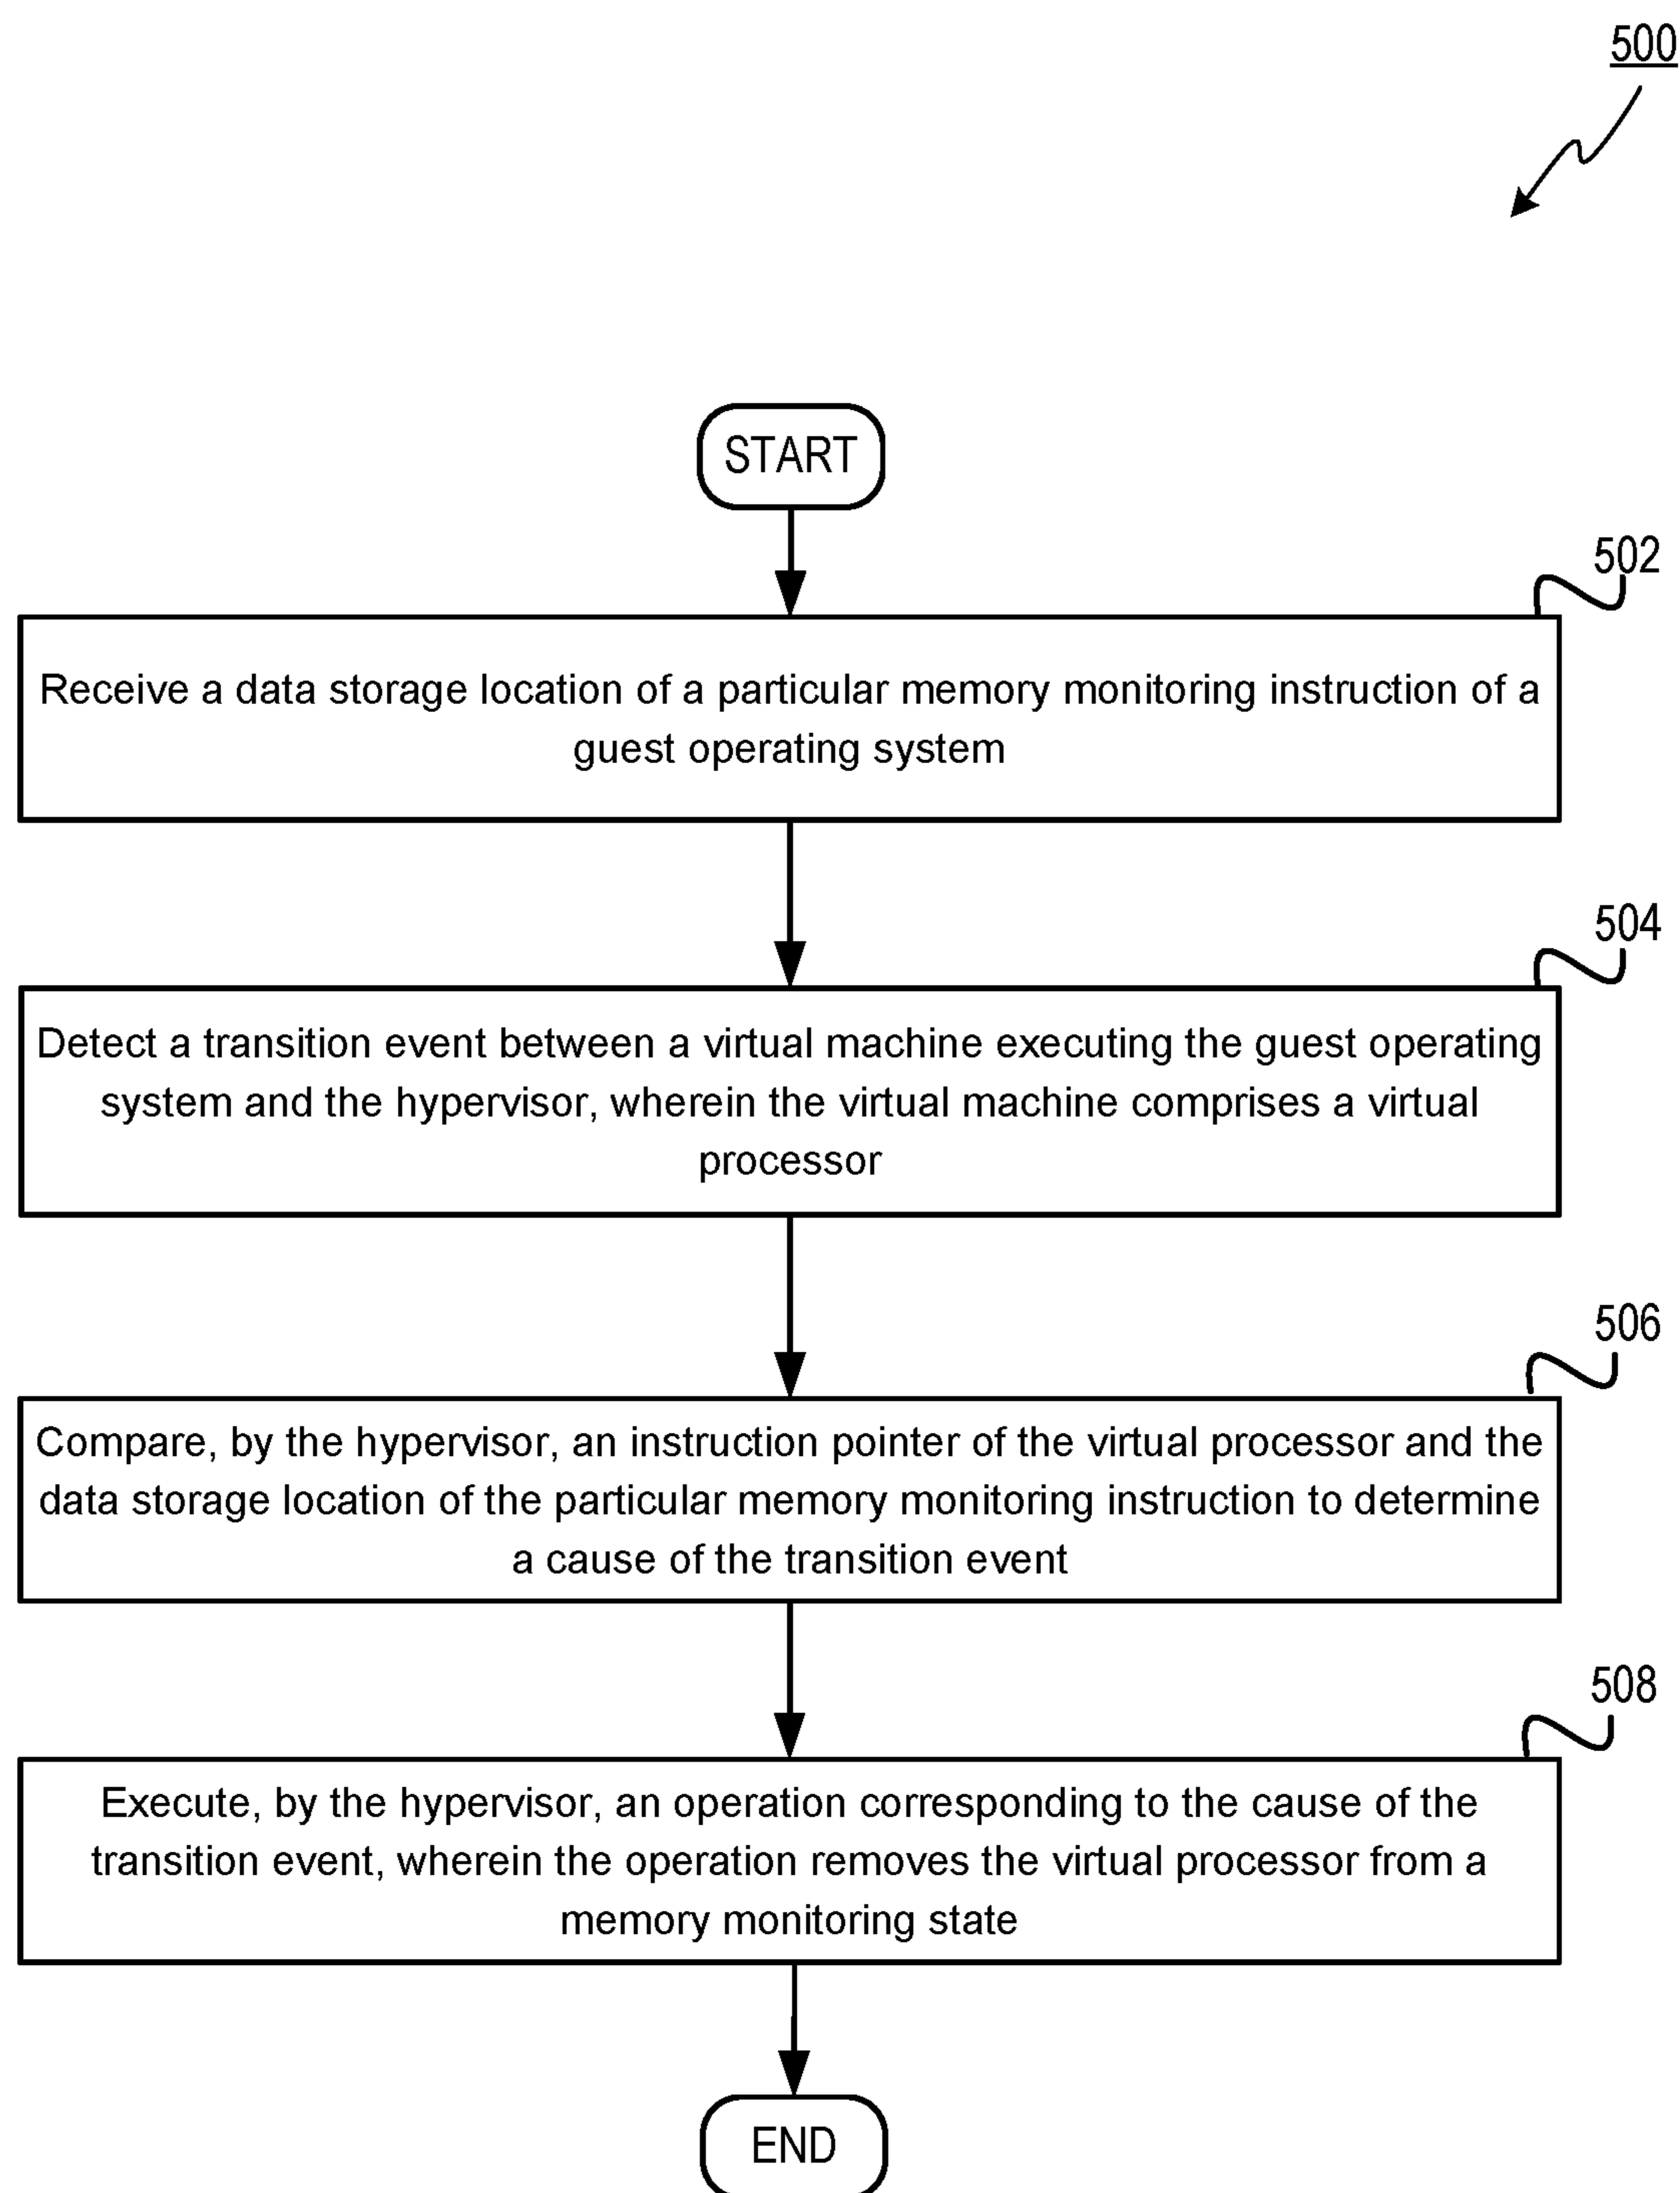 500
START
502
Receive a data storage location of a particular memory monitoring instruction of a
guest operating system
504
Detect a transition event between a virtual machine executing the guest operating
system and the hypervisor, wherein the virtual machine comprises a virtual
processor
506
Compare, by the hypervisor, an instruction pointer of the virtual processor and the
data storage location of the particular memory monitoring instruction to determine
a cause of the transition event
508
Execute, by the hypervisor, an operation corresponding to the cause of the
transition event, wherein the operation removes the virtual processor from a
memory monitoring state
END